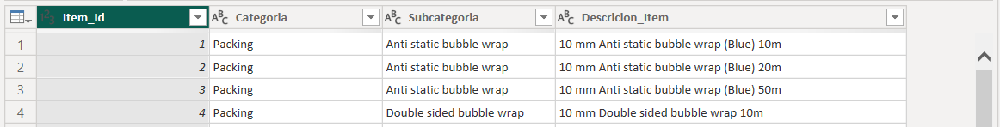 Item_Id ABC Categoria ABC Subcategoria ABC Descricion_Item
1 1 Packing Anti static bubble wrap 10 mm Anti static bubble wrap (Blue) 10m
2 2 Packing Anti static bubble wrap 10 mm Anti static bubble wrap (Blue) 20m
3 3 Packing Anti static bubble wrap 10 mm Anti static bubble wrap (Blue) 50m
4 4 Packing Double sided bubble wrap 10 mm Double sided bubble wrap 10m